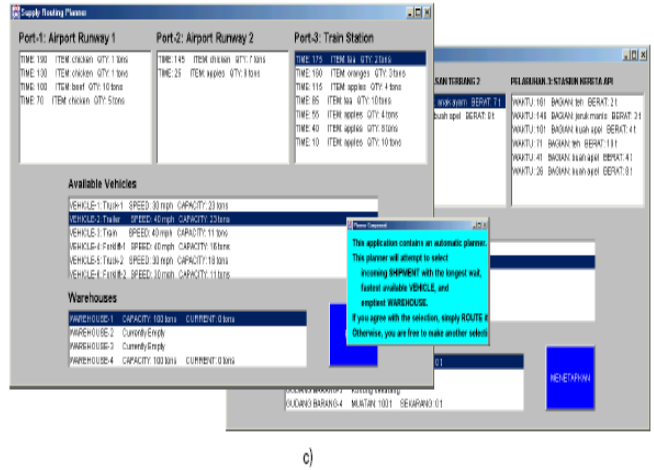 Supply Routing Planner
Port-1: Airport Runway 1
TIME: 190 ITEM: chicken QTY: 1 tons
TIME: 130 ITEM: chicken QTY: 1 tons
TIME: 100 ITEM: beef QTY: 10 tons
TIME: 70 ITEM: chicken QTY: 5 tons
Port-2: Airport Runway 2
TIME: 145 ITEM: chicken QTY: 7 tons
TIME: 25 ITEM: apples QTY: 8 tons
Port-3: Train Station
TIME: 175 ITEM: tea QTY: 2 tons
TIME: 160 ITEM: oranges QTY: 3 tons
TIME: 115 ITEM: apples QTY: 4 tons
TIME: 85 ITEM: tea QTY: 10 tons
TIME: 55 ITEM: apples QTY: 4 tons
TIME: 40 ITEM: apples QTY: 8 tons
TIME: 10 ITEM: apples QTY: 10 tons
Available Vehicles
VEHICLE-1: Truck-1 SPEED: 30 mph CAPACITY: 23 tons
VEHICLE-2: Trailer SPEED: 40 mph CAPACITY: 23 tons
VEHICLE-3: Train SPEED: 40 mph CAPACITY: 11 tons
VEHICLE-4: Forklift-1 SPEED: 40 mph CAPACITY: 16 tons
VEHICLE-5: Truck-2 SPEED: 30 mph CAPACITY: 18 tons
VEHICLE-6: Forklift-2 SPEED: 30 mph CAPACITY: 11 tons
Warehouses
WAREHOUSE-1 CAPACITY: 100 tons CURRENT: 0 tons
WAREHOUSE-2 Currently Empty
WAREHOUSE-3 Currently Empty
WAREHOUSE-4 CAPACITY: 100 tons CURRENT: 0 tons
This application contains an automatic planner.
This planner will attempt to select
incoming SHIPMENT with the longest wait,
fastest available VEHICLE, and
emptiest WAREHOUSE.
If you agree with the selection, simply ROUTE it
Otherwise, you are free to make another selecti
TERBANG 2
anak ayam BERAT: 7 t
buah apel BERAT: 8 t
PELABUHAN 3: STASIUN KERETA API
WAKTU: 161 BAGIAN: teh BERAT: 2 t
WAKTU: 146 BAGIAN: jeruk manis BERAT: 3 t
WAKTU: 101 BAGIAN: buah apel BERAT: 4 t
WAKTU: 71 BAGIAN: teh BERAT: 10 t
WAKTU: 41 BAGIAN: buah apel BERAT: 4 t
WAKTU: 26 BAGIAN: buah apel BERAT: 8 t
GUDANG BARANG-4 MUATAN: 100 t SEKARANG: 0 t
MENETAPKAN
c)